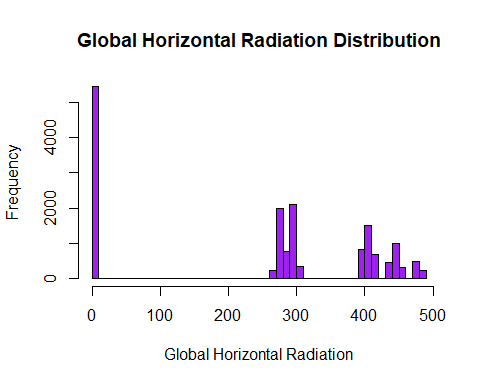 Global Horizontal Radiation Distribution
Frequency
4000
2000
0
0 100 200 300 400 500
Global Horizontal Radiation